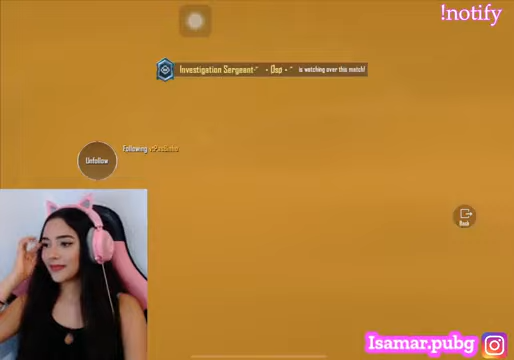 !notify
Investigation Sergeant
is watching over this match!
Following
Unfollow
Back
Isamar.pubg